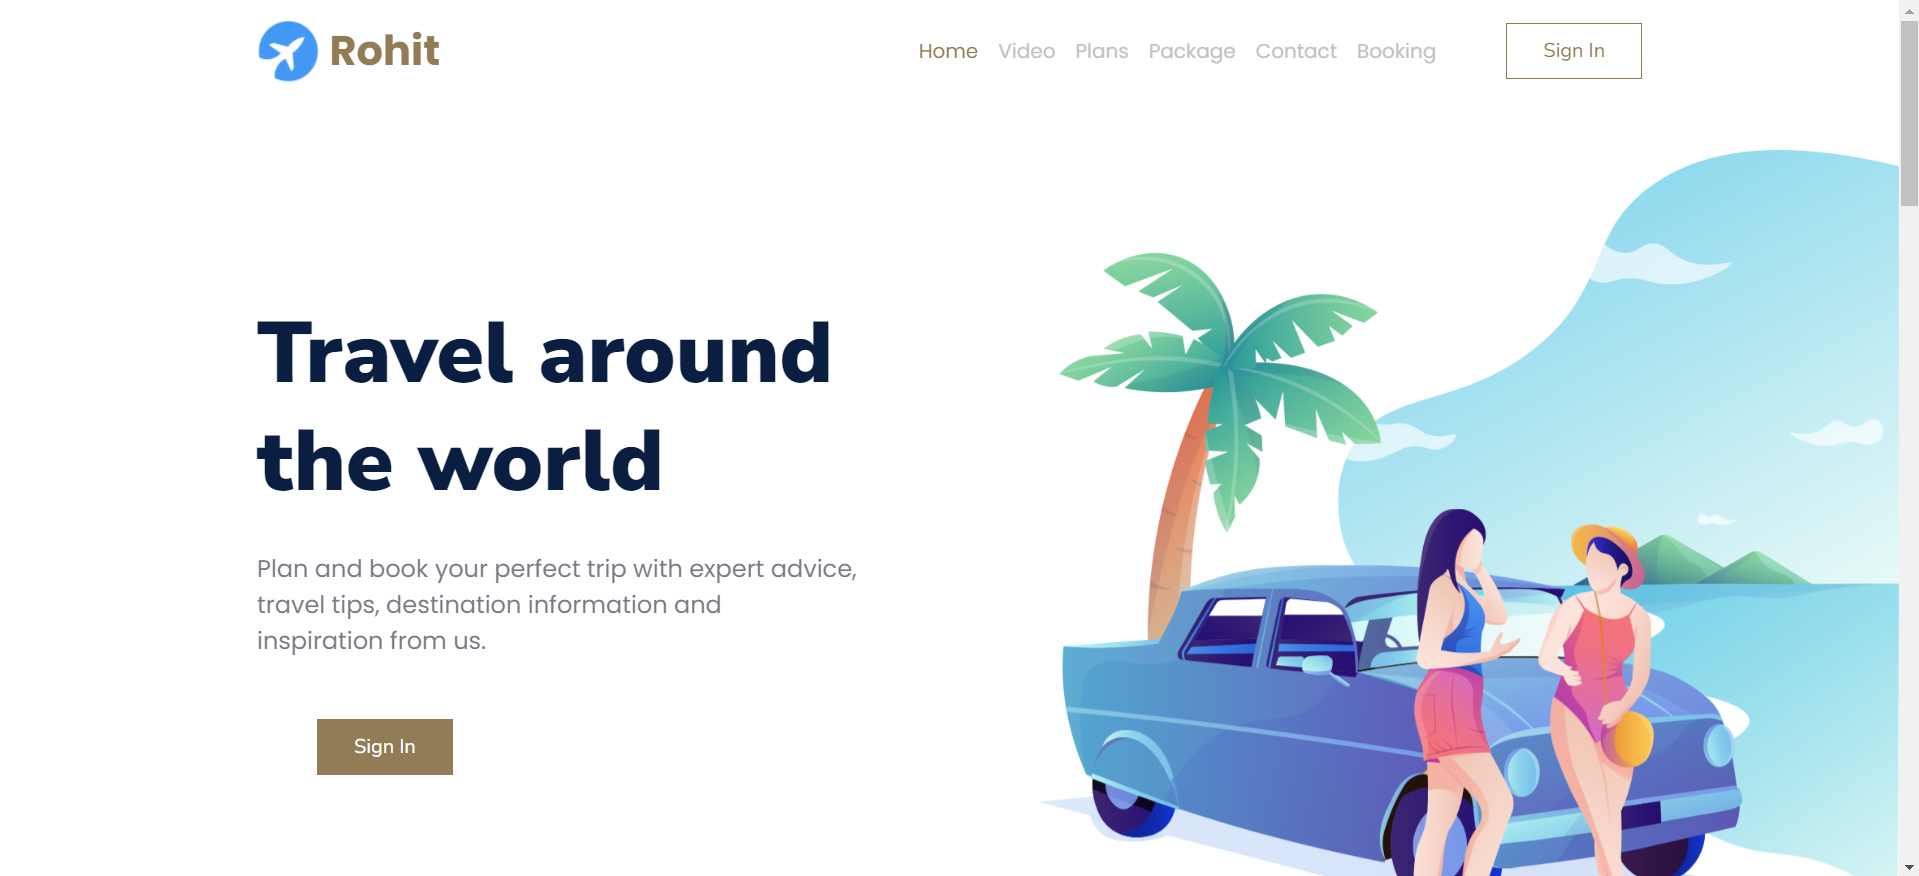 Rohit
Home Video Plans Package Contact Booking
Sign In
Travel around
the world
Plan and book your perfect trip with expert advice,
travel tips, destination information and
inspiration from us.
Sign In